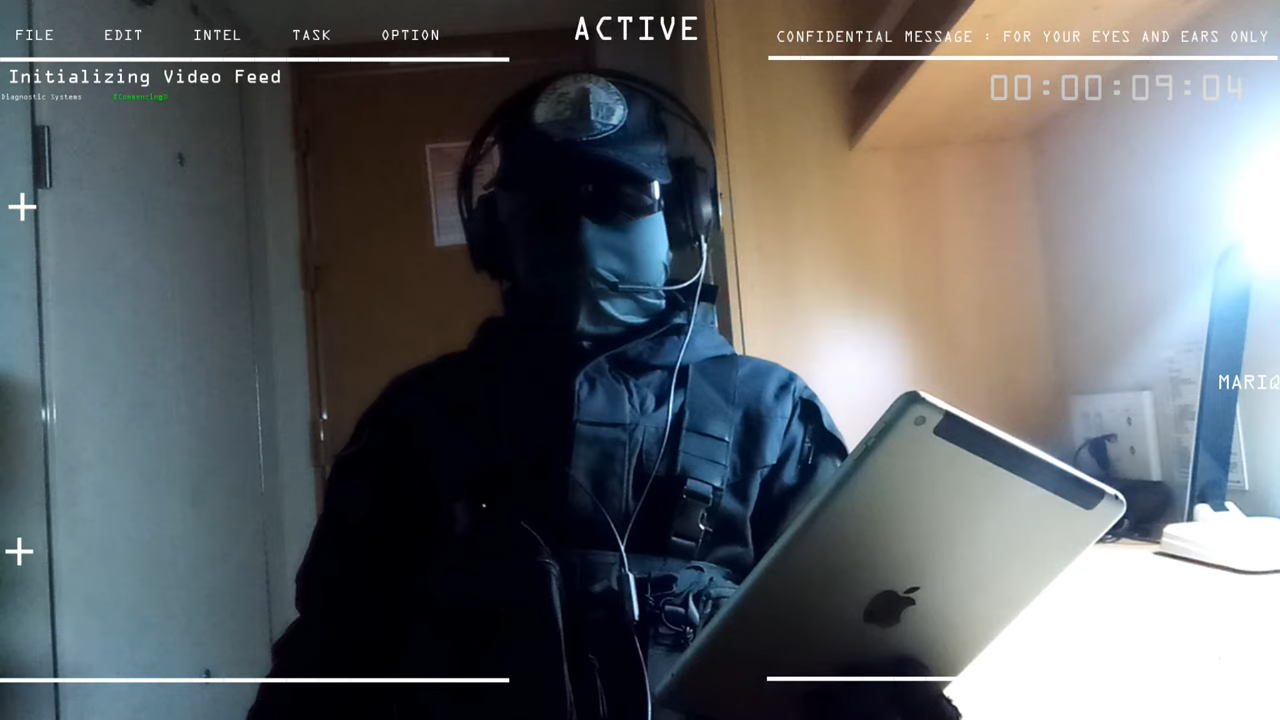 FILE EDIT INTEL TASK OPTION
ACTIVE
CONFIDENTIAL MESSAGE : FOR YOUR EYES AND EARS ONLY
Initializing Video Feed
Diagnostic Systems
00:00:09:04